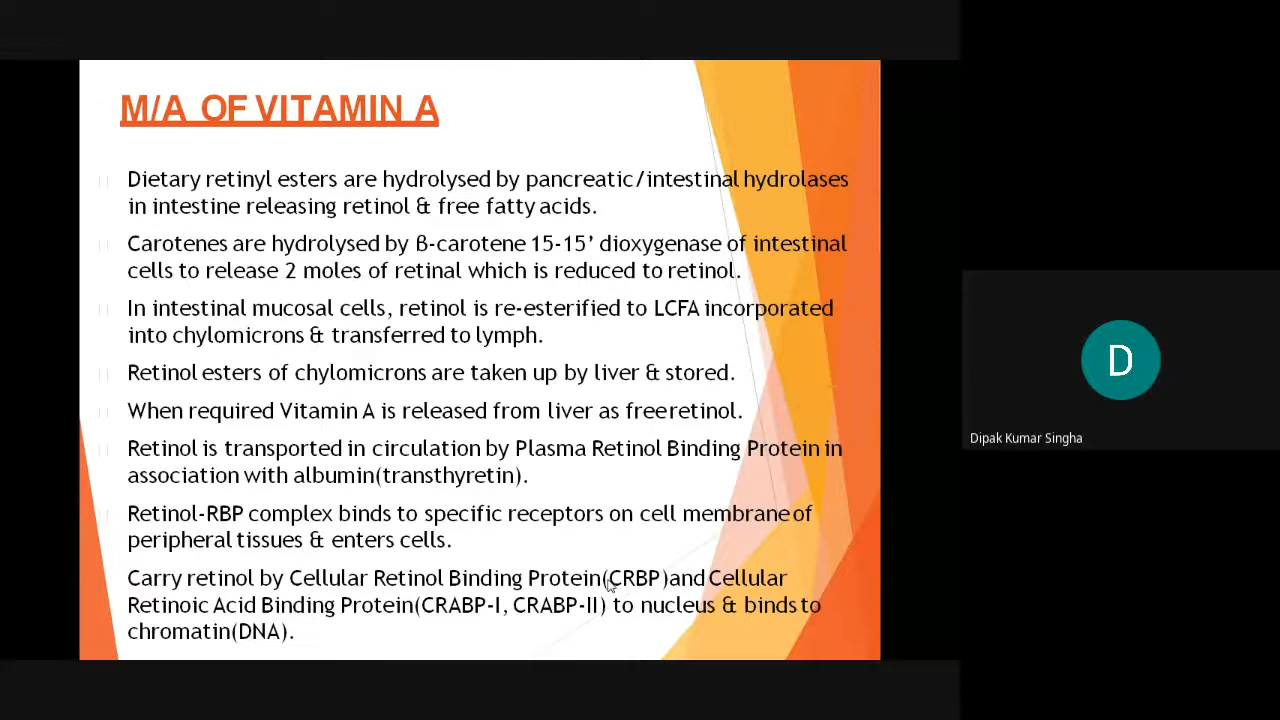 M/A OF VITAMIN A
Dietary retinyl esters are hydrolysed by pancreatic/intestinal hydrolases
in intestine releasing retinol & free fatty acids.
Carotenes are hydrolysed by ß-carotene 15-15’ dioxygenase of intestinal
cells to release 2 moles of retinal which is reduced to retinol.
In intestinal mucosal cells, retinol is re-esterified to LCFA incorporated
into chylomicrons & transferred to lymph.
Retinol esters of chylomicrons are taken up by liver & stored.
When required Vitamin A is released from liver as free retinol.
Retinol is transported in circulation by Plasma Retinol Binding Protein in
association with albumin(transthyretin).
Retinol-RBP complex binds to specific receptors on cell membrane of
peripheral tissues & enters cells.
Carry retinol by Cellular Retinol Binding Protein(CRBP)and Cellular
Retinoic Acid Binding Protein(CRABP-I, CRABP-II) to nucleus & binds to
chromatin(DNA).
D
Dipak Kumar Singha